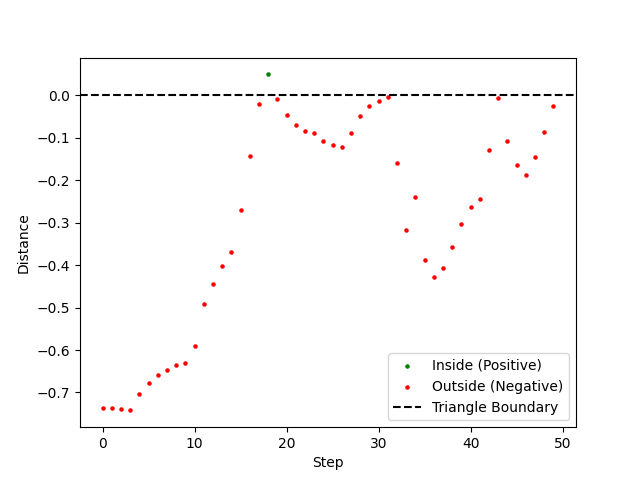 0.0
−0.1
−0.2
−0.3
−0.4
−0.5
−0.6
−0.7
Distance
0 10 20 30 40 50
Step
Inside (Positive)
Outside (Negative)
Triangle Boundary